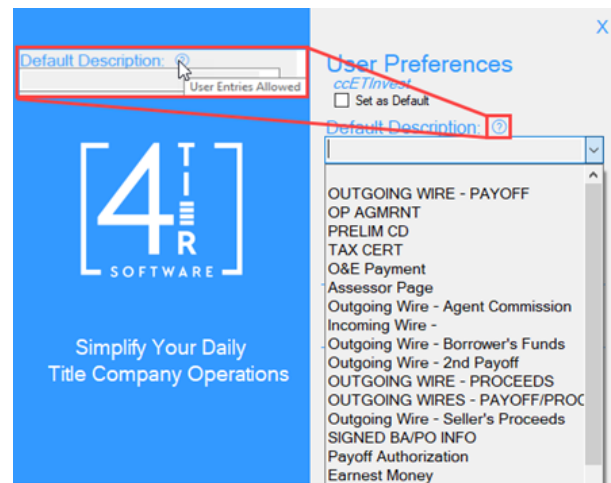 X
Default Description: ?
User Entries Allowed
4TIER
SOFTWARE
Simplify Your Daily
Title Company Operations
User Preferences
ccETInvest
Set as Default
Default Description: ?
OUTGOING WIRE - PAYOFF
OP AGMRNT
PRELIM CD
TAX CERT
O&E Payment
Assessor Page
Outgoing Wire - Agent Commission
Incoming Wire -
Outgoing Wire - Borrower's Funds
Outgoing Wire - 2nd Payoff
OUTGOING WIRE - PROCEEDS
OUTGOING WIRES - PAYOFF/PROC
Outgoing Wire - Seller's Proceeds
SIGNED BA/PO INFO
Payoff Authorization
Earnest Money